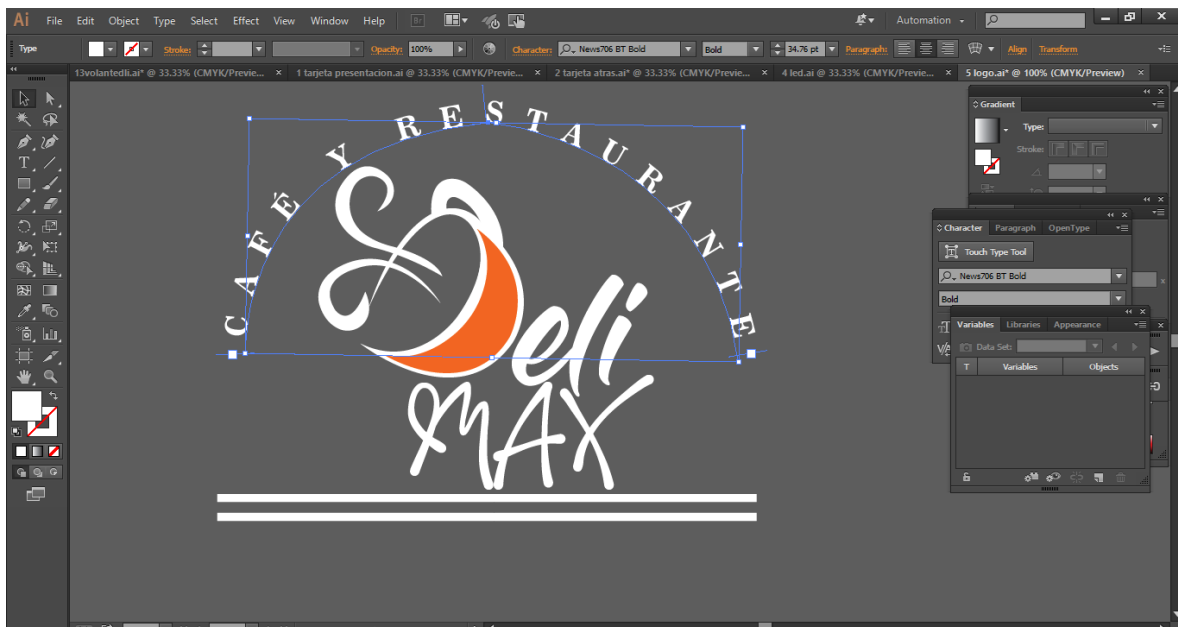 Ai File Edit Object Type Select Effect View Window Help Br Automation
Type Stroke: Opacity: 100% Character: News706 BT Bold Bold 34.76 pt Paragraph: Align Transform
13volantedli.ai* @ 33.33% (CMYK/Previe... × 1 tarjeta presentacion.ai @ 33.33% (CMYK/Previe... × 2 tarjeta atras.ai* @ 33.33% (CMYK/Previe... × 4 led.ai @ 33.33% (CMYK/Previe... × 5 logo.ai* @ 100% (CMYK/Preview) ×
CAFÉ Y RESTAURANTE
Deli
MAX
Gradient
Type:
Stroke:
Character Paragraph OpenType
Touch Type Tool
News706 BT Bold
Bold
Variables Libraries Appearance
Data Set:
T Variables Objects